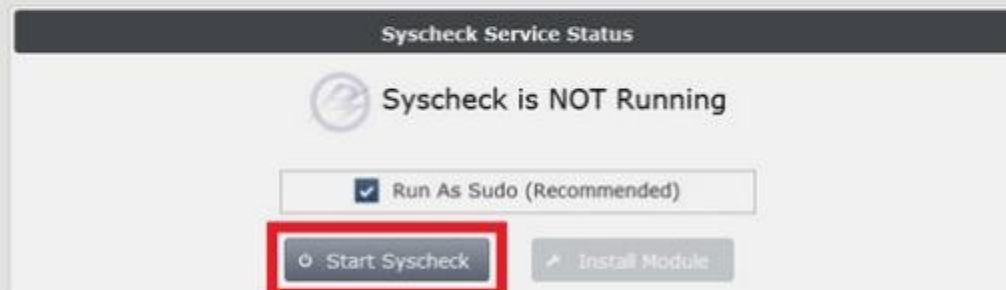 Syscheck Service Status
Syscheck is NOT Running
Run As Sudo (Recommended)
Start Syscheck
Install Module